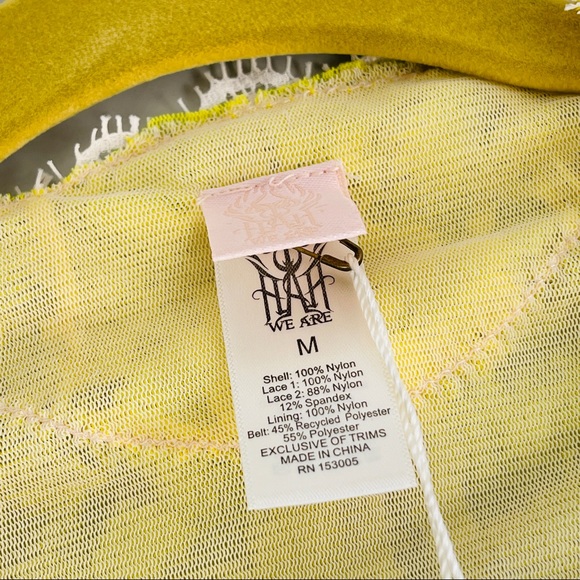 HAH
WE ARE
M
Shell: 100% Nylon
Lace 1: 100% Nylon
Lace 2: 88% Nylon
12% Spandex
Lining: 100% Nylon
Belt: 45% Recycled Polyester
55% Polyester
EXCLUSIVE OF TRIMS
MADE IN CHINA
RN 153005